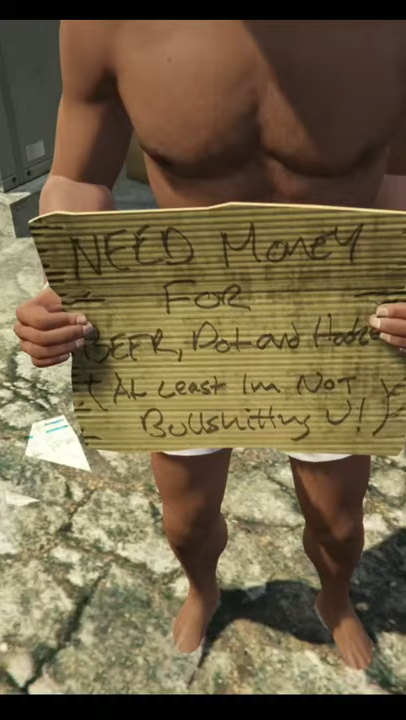 NEED MONEY
FOR
BEER, Pot and
(At Least Im NOT
Bullshitting U!)